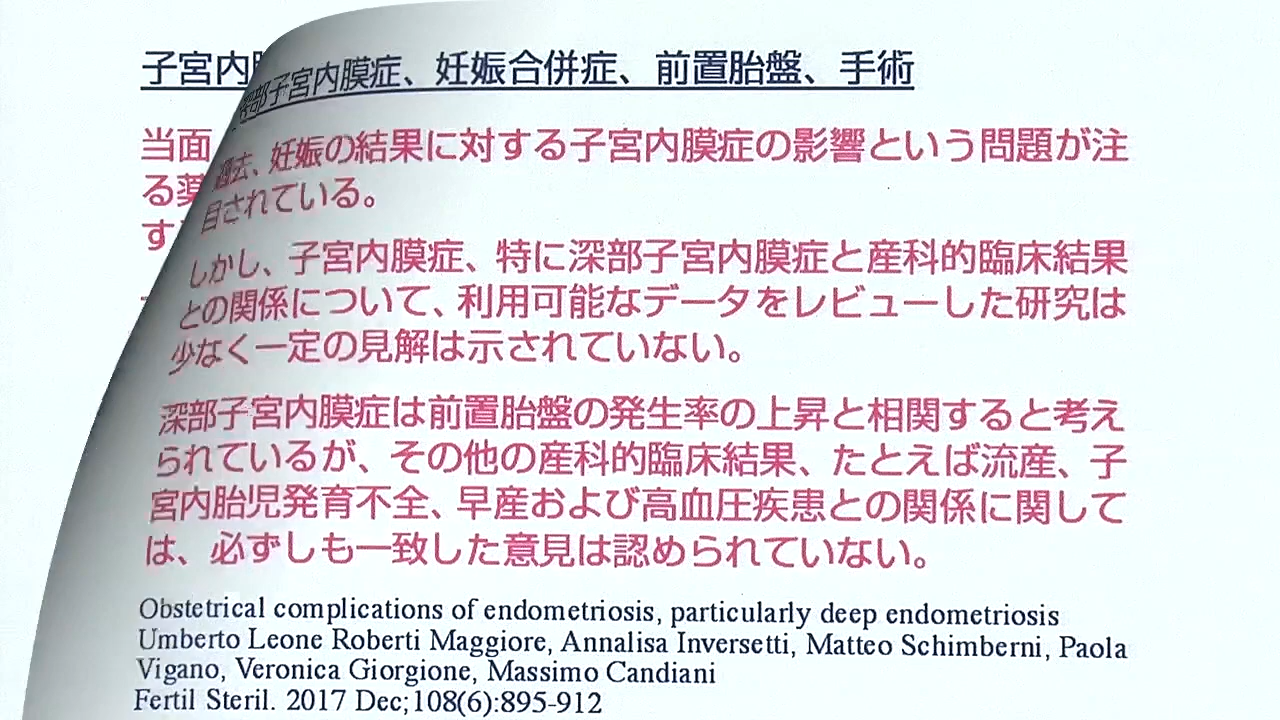 子宮内
部子宮内膜症、妊娠合併症、前置胎盤、手術
当面
過去、妊娠の結果に対する子宮内膜症の影響という問題が注
る
目されている。
す
しかし、子宮内膜症、特に深部子宮内膜症と産科的臨床結果
との関係について、利用可能なデータをレビューした研究は
少なく一定の見解は示されていない。
深部子宮内膜症は前置胎盤の発生率の上昇と相関すると考え
られているが、その他の産科的臨床結果、たとえば流産、子
宮内胎児発育不全、早産および高血圧疾患との関係に関して
は、必ずしも一致した意見は認められていない。
Obstetrical complications of endometriosis, particularly deep endometriosis
Umberto Leone Roberti Maggiore, Annalisa Inversetti, Matteo Schimberni, Paola
Vigano, Veronica Giorgione, Massimo Candiani
Fertil Steril. 2017 Dec;108(6):895-912